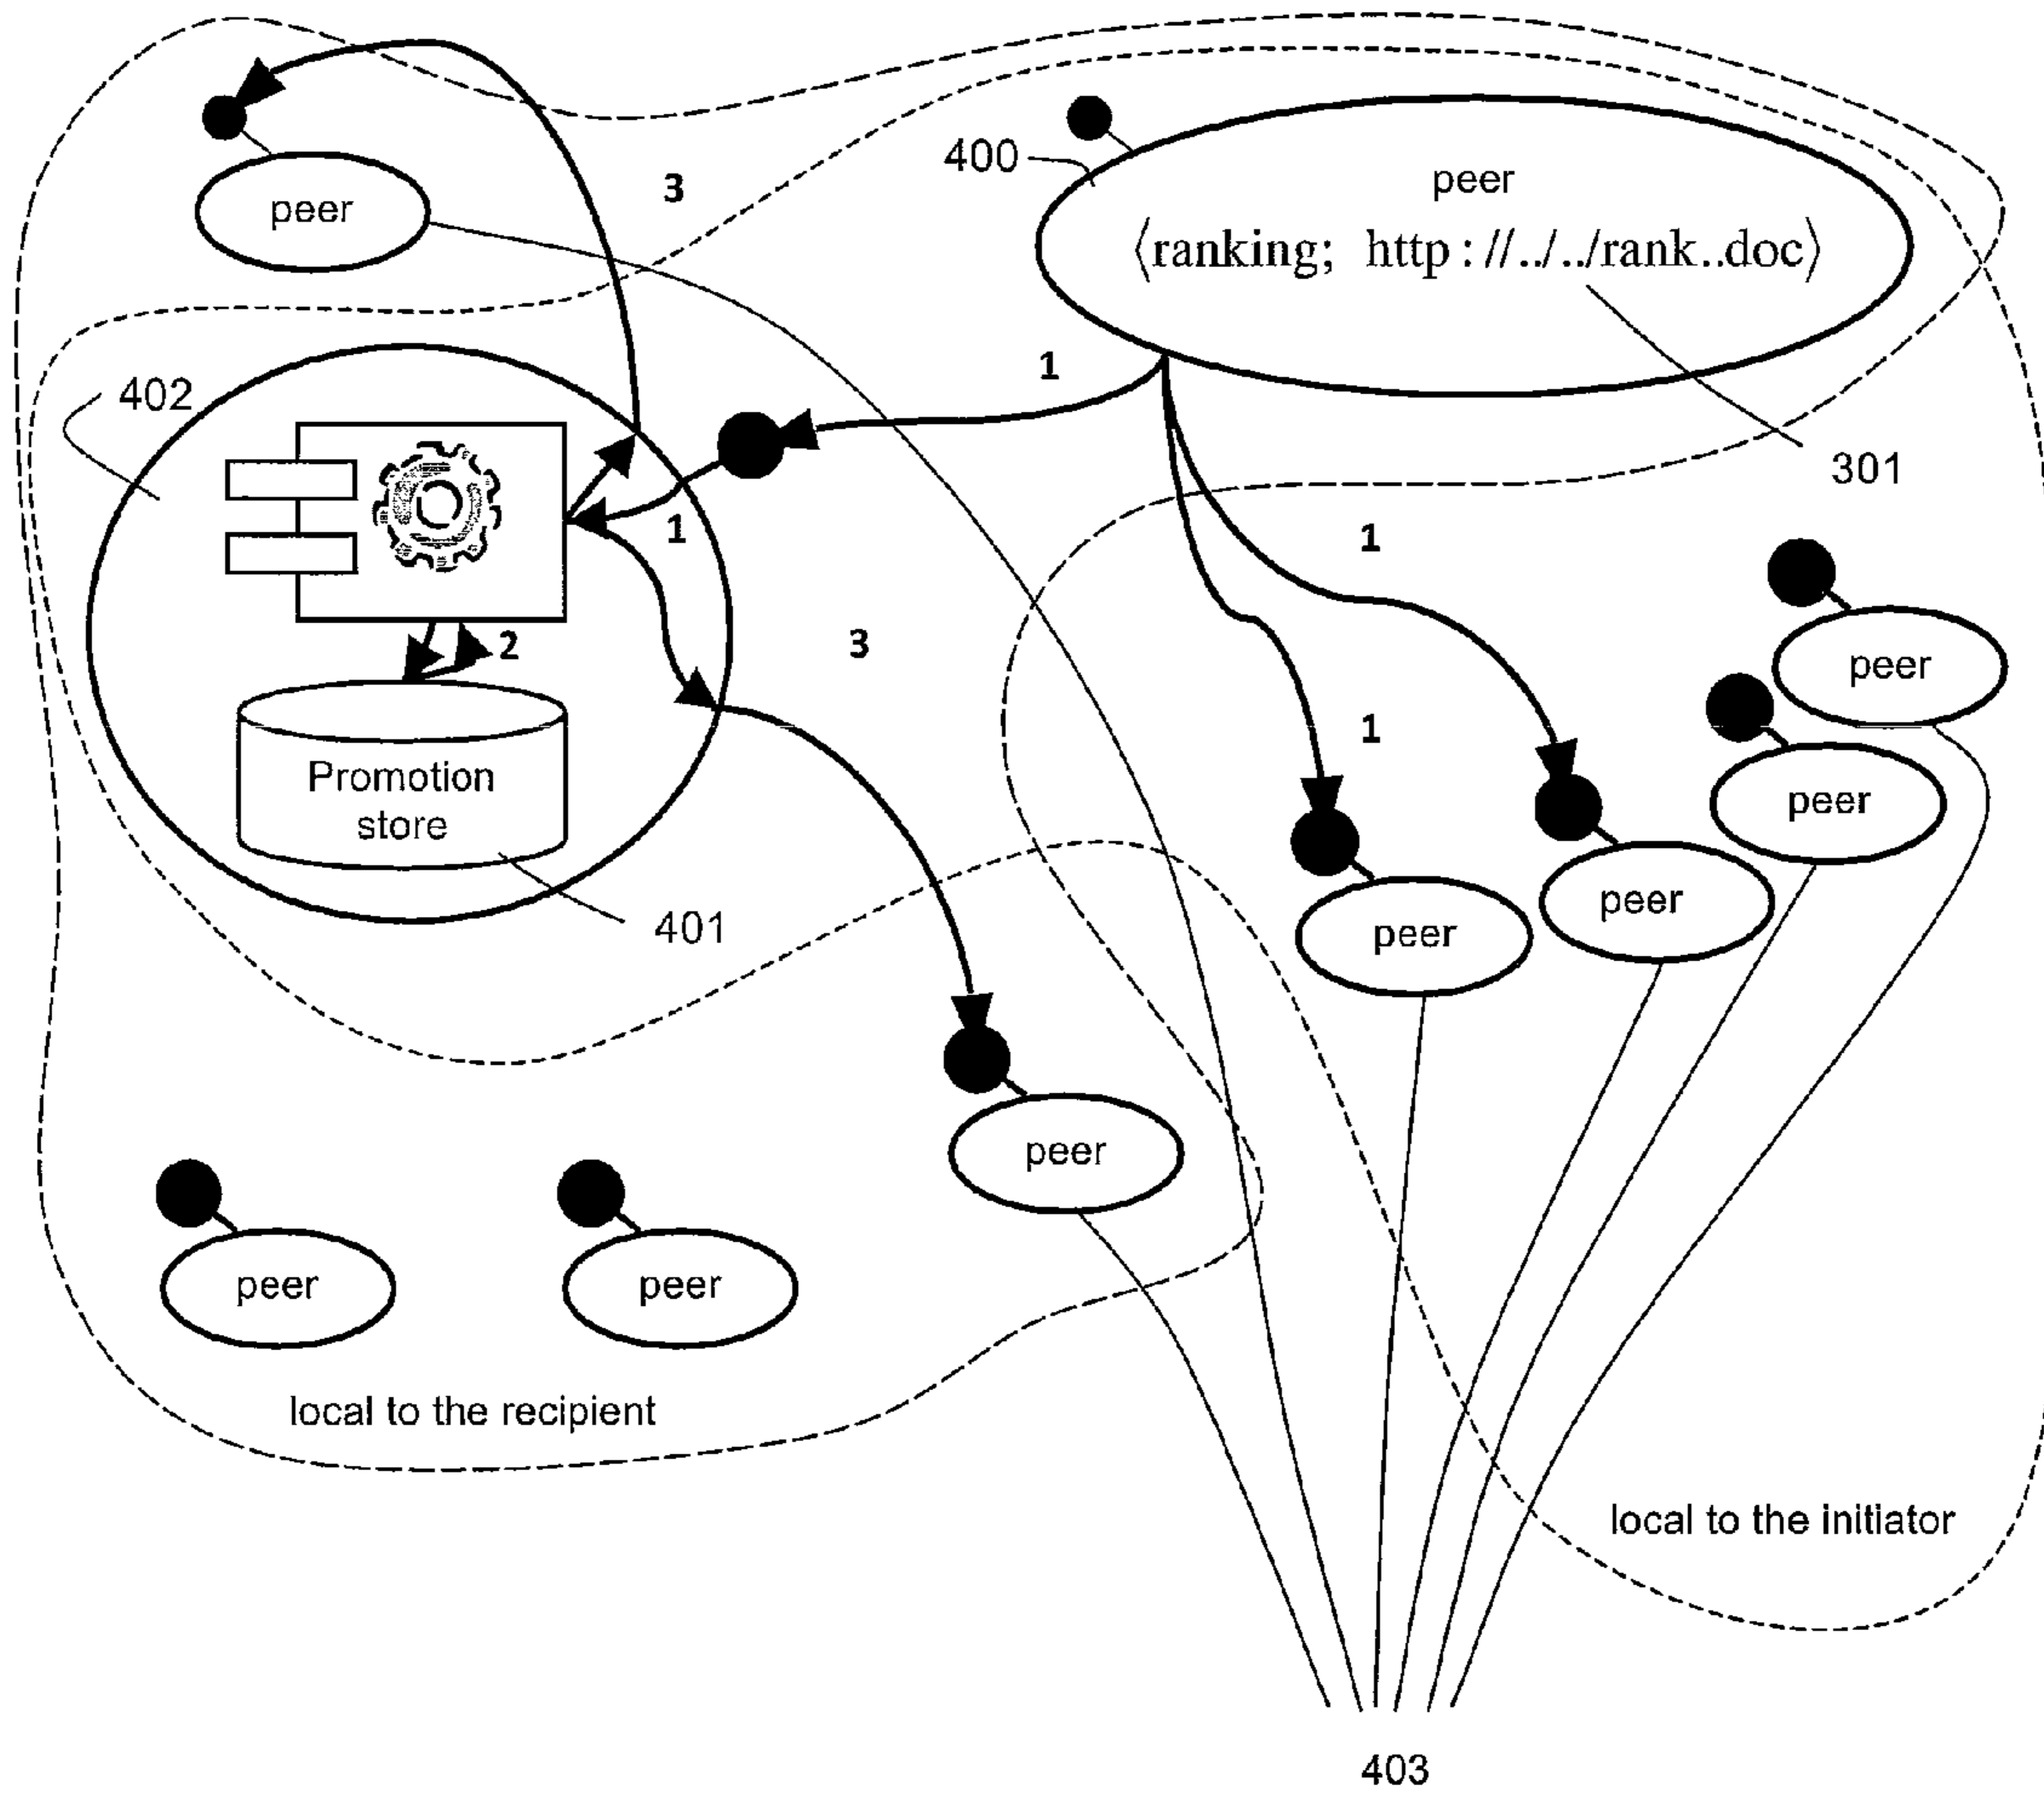 peer
3
400
peer
⟨ranking; http://../../rank..doc⟩
1
402
301
1
1
2
3
peer
1
Promotion
store
peer
peer
peer
401
peer
peer
peer
local to the recipient
local to the initiator
403